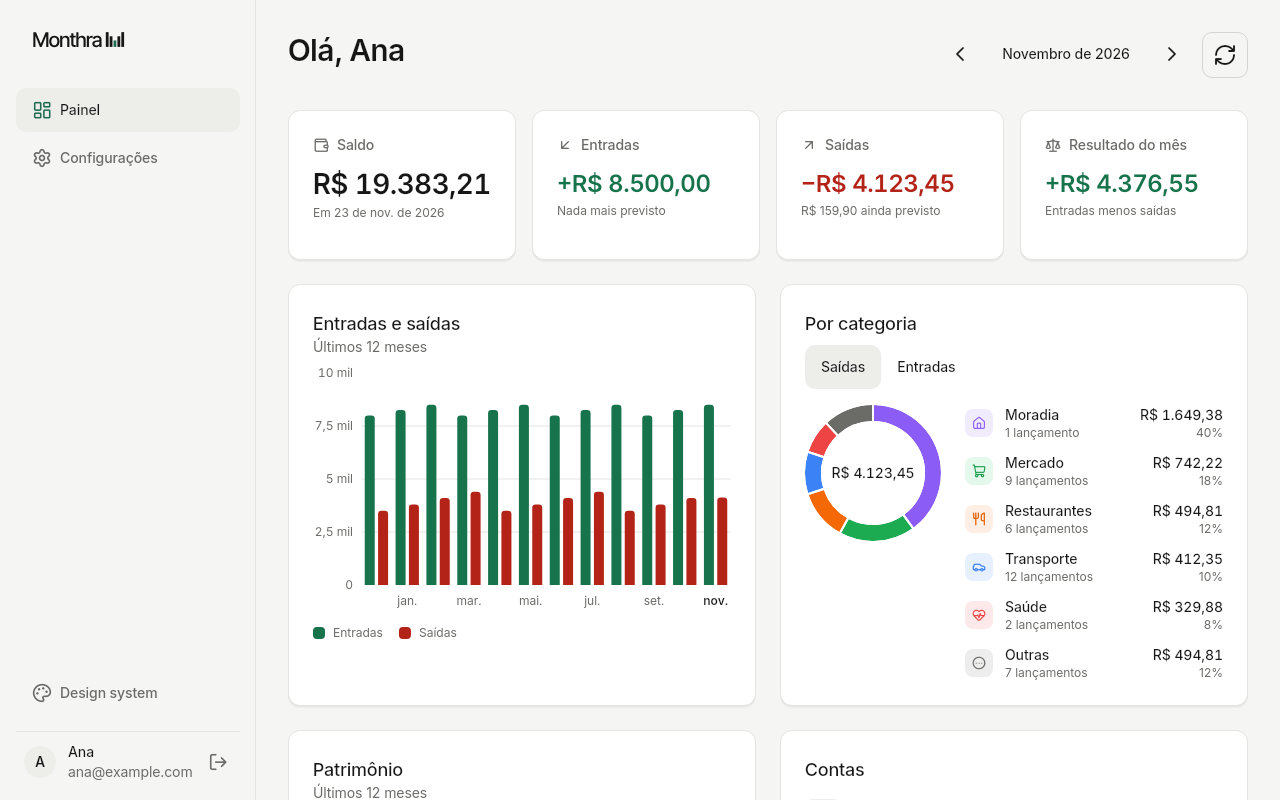 Monthra
Painel
Configurações
Design system
A
Ana
ana@example.com
Olá, Ana
Novembro de 2026
Saldo
R$ 19.383,21
Em 23 de nov. de 2026
Entradas
+R$ 8.500,00
Nada mais previsto
Saídas
−R$ 4.123,45
R$ 159,90 ainda previsto
Resultado do mês
+R$ 4.376,55
Entradas menos saídas
Entradas e saídas
Últimos 12 meses
10 mil
7,5 mil
5 mil
2,5 mil
0
jan. mar. mai. jul. set. nov.
Entradas Saídas
Por categoria
Saídas Entradas
R$ 4.123,45
Moradia R$ 1.649,38
1 lançamento 40%
Mercado R$ 742,22
9 lançamentos 18%
Restaurantes R$ 494,81
6 lançamentos 12%
Transporte R$ 412,35
12 lançamentos 10%
Saúde R$ 329,88
2 lançamentos 8%
Outras R$ 494,81
7 lançamentos 12%
Patrimônio
Últimos 12 meses
Contas